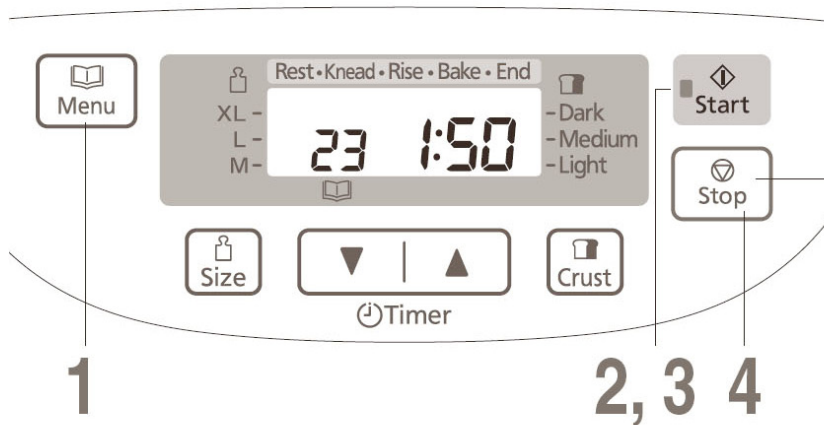 Rest•Knead•Rise•Bake•End
Menu
XL –
L –
M –
23 1:50
– Dark
– Medium
– Light
Start
Stop
Size
Timer
Crust
1
2, 3
4